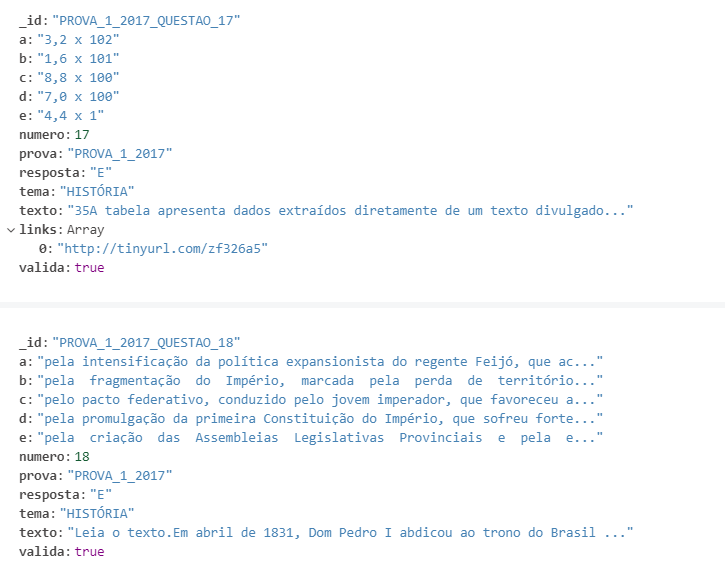 _id: "PROVA_1_2017_QUESTAO_17"
a: "3,2 x 102"
b: "1,6 x 101"
c: "8,8 x 100"
d: "7,0 x 100"
e: "4,4 x 1"
numero: 17
prova: "PROVA_1_2017"
resposta: "E"
tema: "HISTÓRIA"
texto: "35A tabela apresenta dados extraídos diretamente de um texto divulgado..."
links: Array
0: "http://tinyurl.com/zf326a5"
valida: true
_id: "PROVA_1_2017_QUESTAO_18"
a: "pela intensificação da política expansionista do regente Feijó, que ac..."
b: "pela fragmentação do Império, marcada pela perda de território..."
c: "pelo pacto federativo, conduzido pelo jovem imperador, que favoreceu a..."
d: "pela promulgação da primeira Constituição do Império, que sofreu forte..."
e: "pela criação das Assembleias Legislativas Provinciais e pela e..."
numero: 18
prova: "PROVA_1_2017"
resposta: "E"
tema: "HISTÓRIA"
texto: "Leia o texto.Em abril de 1831, Dom Pedro I abdicou ao trono do Brasil ..."
valida: true